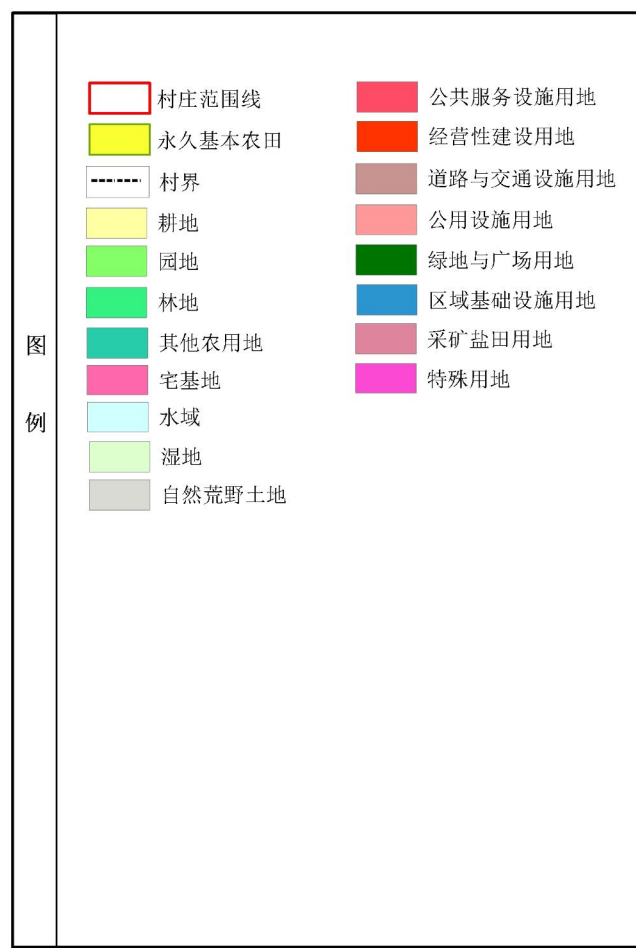 图例
村庄范围线
永久基本农田
村界
耕地
园地
林地
其他农用地
宅基地
水域
湿地
自然荒野土地
公共服务设施用地
经营性建设用地
道路与交通设施用地
公用设施用地
绿地与广场用地
区域基础设施用地
采矿盐田用地
特殊用地